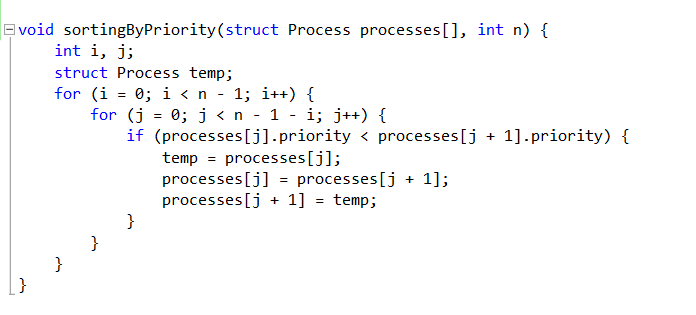 void sortingByPriority(struct Process processes[], int n) {
    int i, j;
    struct Process temp;
    for (i = 0; i < n - 1; i++) {
        for (j = 0; j < n - 1 - i; j++) {
            if (processes[j].priority < processes[j + 1].priority) {
                temp = processes[j];
                processes[j] = processes[j + 1];
                processes[j + 1] = temp;
            }
        }
    }
}